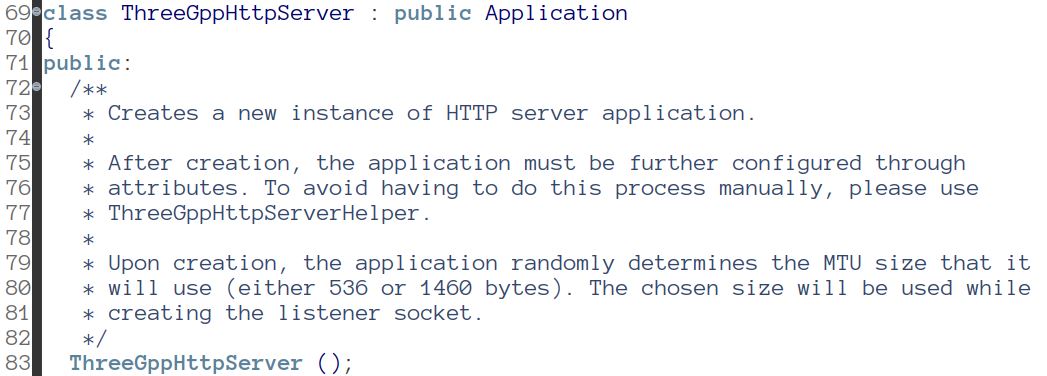 69 class ThreeGppHttpServer : public Application
70 {
71 public:
72   /**
73    * Creates a new instance of HTTP server application.
74    *
75    * After creation, the application must be further configured through
76    * attributes. To avoid having to do this process manually, please use
77    * ThreeGppHttpServerHelper.
78    *
79    * Upon creation, the application randomly determines the MTU size that it
80    * will use (either 536 or 1460 bytes). The chosen size will be used while
81    * creating the listener socket.
82    */
83   ThreeGppHttpServer ();